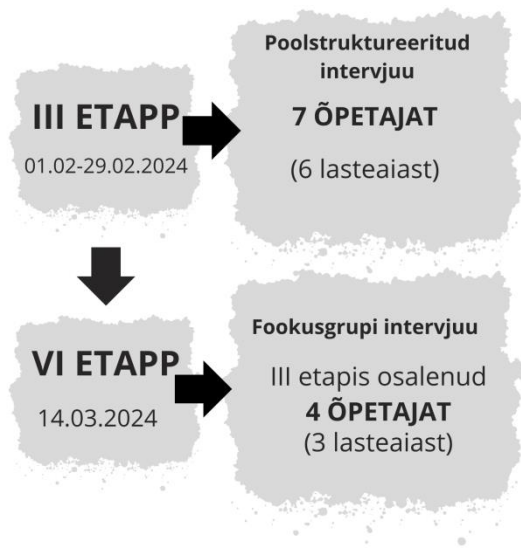 III ETAPP
01.02-29.02.2024
Poolstruktureeritud
intervjuu
7 ÕPETAJAT
(6 lasteaiast)
VI ETAPP
14.03.2024
Fookusgrupi intervjuu
III etapis osalenud
4 ÕPETAJAT
(3 lasteaiast)